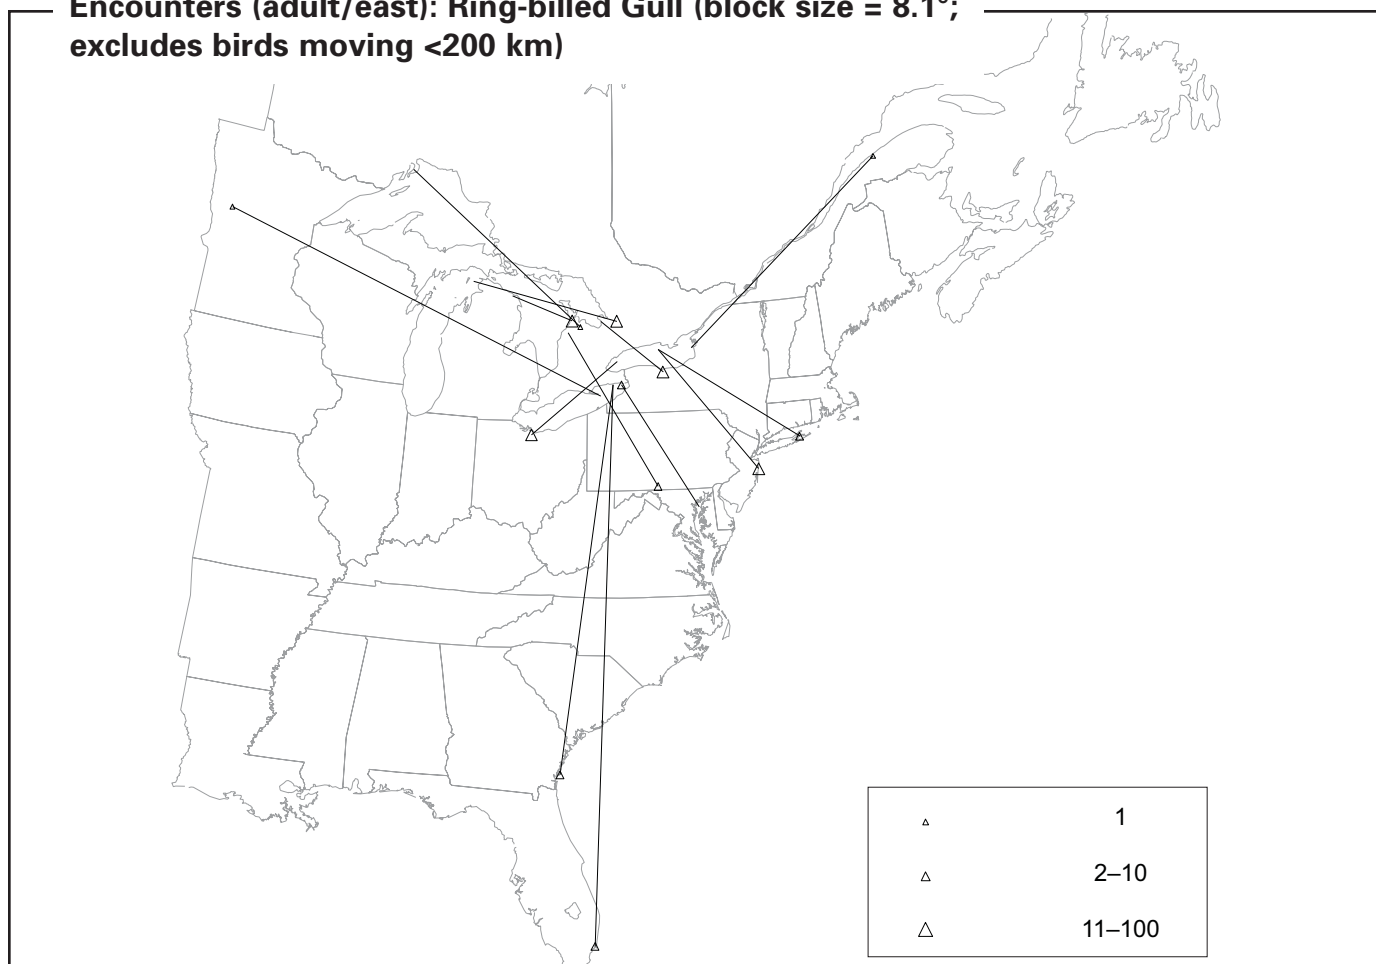 Encounters (adult/east): Ring-billed Gull (block size = 8.1°;
excludes birds moving <200 km)
1
2–10
11–100